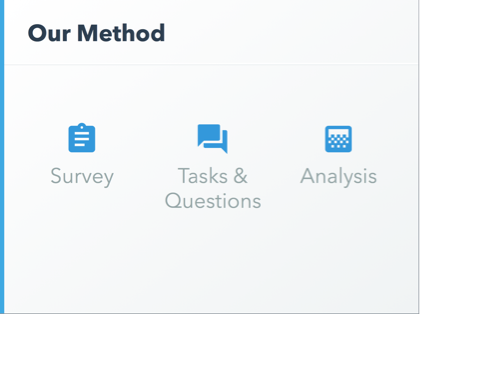 Our Method
Survey
Tasks &
Questions
Analysis